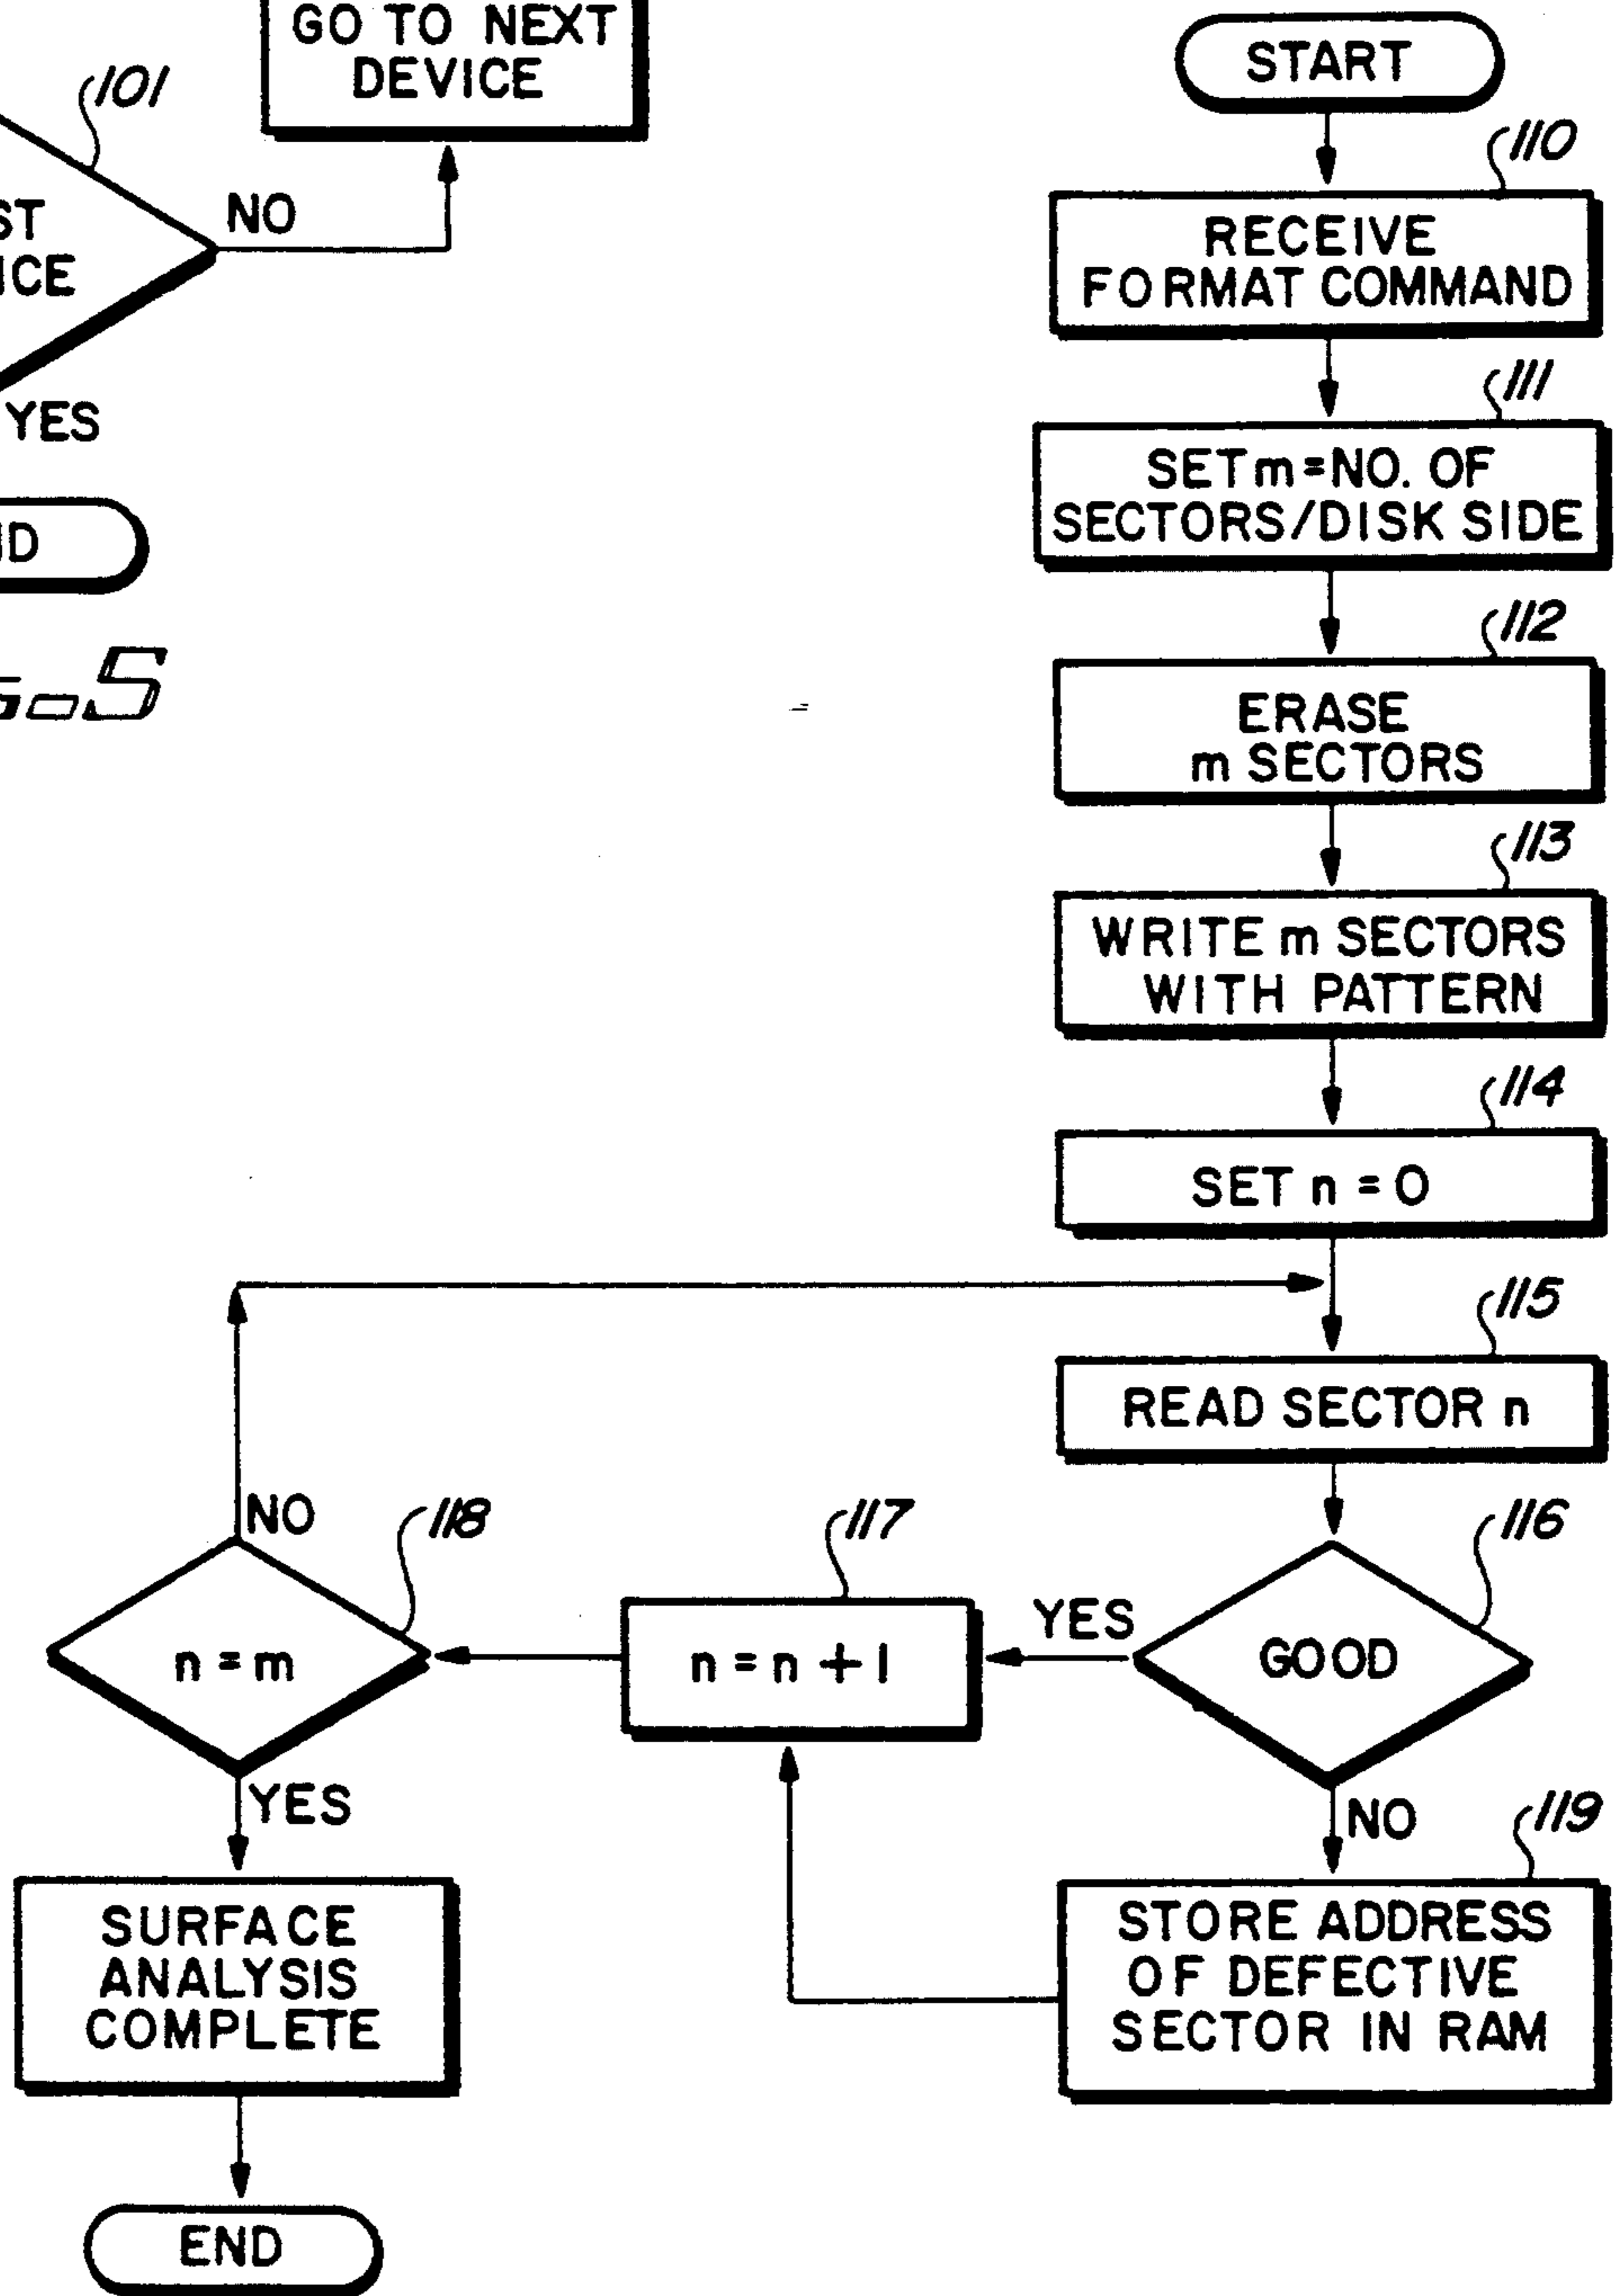 GO TO NEXT
DEVICE
101
NO
YES
START
110
RECEIVE
FORMAT COMMAND
111
SET m = NO. OF
SECTORS/DISK SIDE
112
ERASE
m SECTORS
113
WRITE m SECTORS
WITH PATTERN
114
SET n = 0
115
READ SECTOR n
116
GOOD
YES
NO
117
n = n + 1
118
n = m
NO
YES
119
STORE ADDRESS
OF DEFECTIVE
SECTOR IN RAM
SURFACE
ANALYSIS
COMPLETE
END